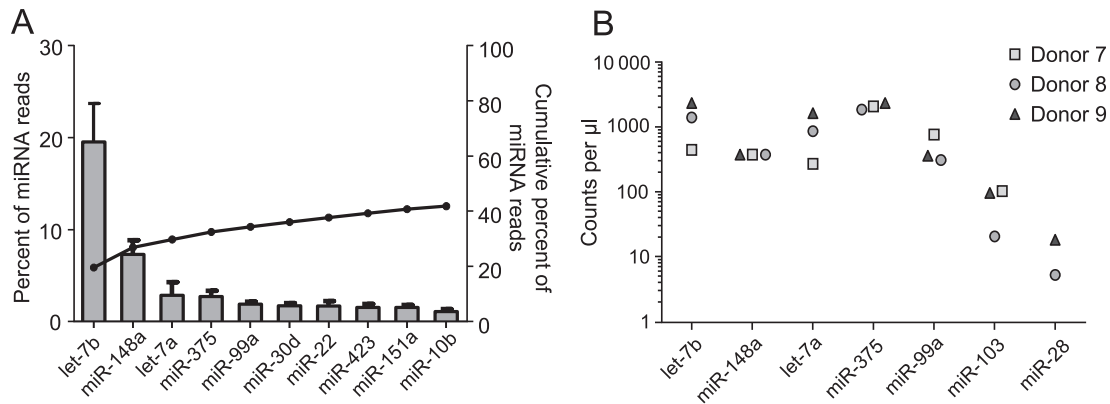 A
30
20
10
0
Percent of miRNA reads
100
80
60
40
20
0
Cumulative percent of
miRNA reads
let-7b
miR-148a
let-7a
miR-375
miR-99a
miR-30d
miR-22
miR-423
miR-151a
miR-10b
B
10 000
1000
100
10
1
Counts per µl
Donor 7
Donor 8
Donor 9
let-7b
miR-148a
let-7a
miR-375
miR-99a
miR-103
miR-28